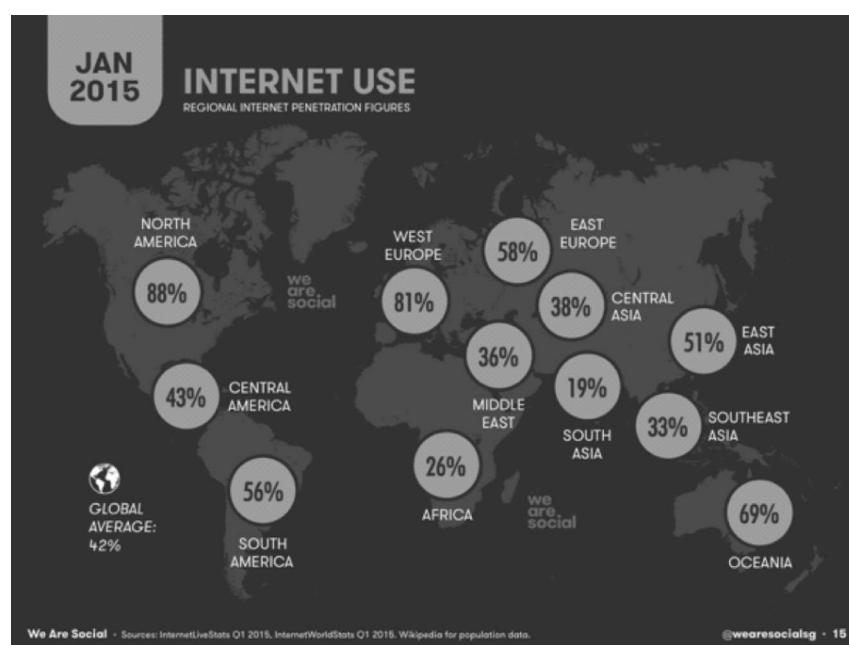 JAN
2015
INTERNET USE
REGIONAL INTERNET PENETRATION FIGURES
NORTH
AMERICA
88%
we
are.
social
WEST
EUROPE
81%
58%
EAST
EUROPE
38%
CENTRAL
ASIA
51%
EAST
ASIA
43%
CENTRAL
AMERICA
36%
MIDDLE
EAST
19%
SOUTH
ASIA
33%
SOUTHEAST
ASIA
GLOBAL
AVERAGE:
42%
56%
SOUTH
AMERICA
26%
AFRICA
we
are.
social
69%
OCEANIA
We Are Social • Sources: InternetLiveStats Q1 2015, InternetWorldStats Q1 2015. Wikipedia for population data.
@wearesocialsg • 15